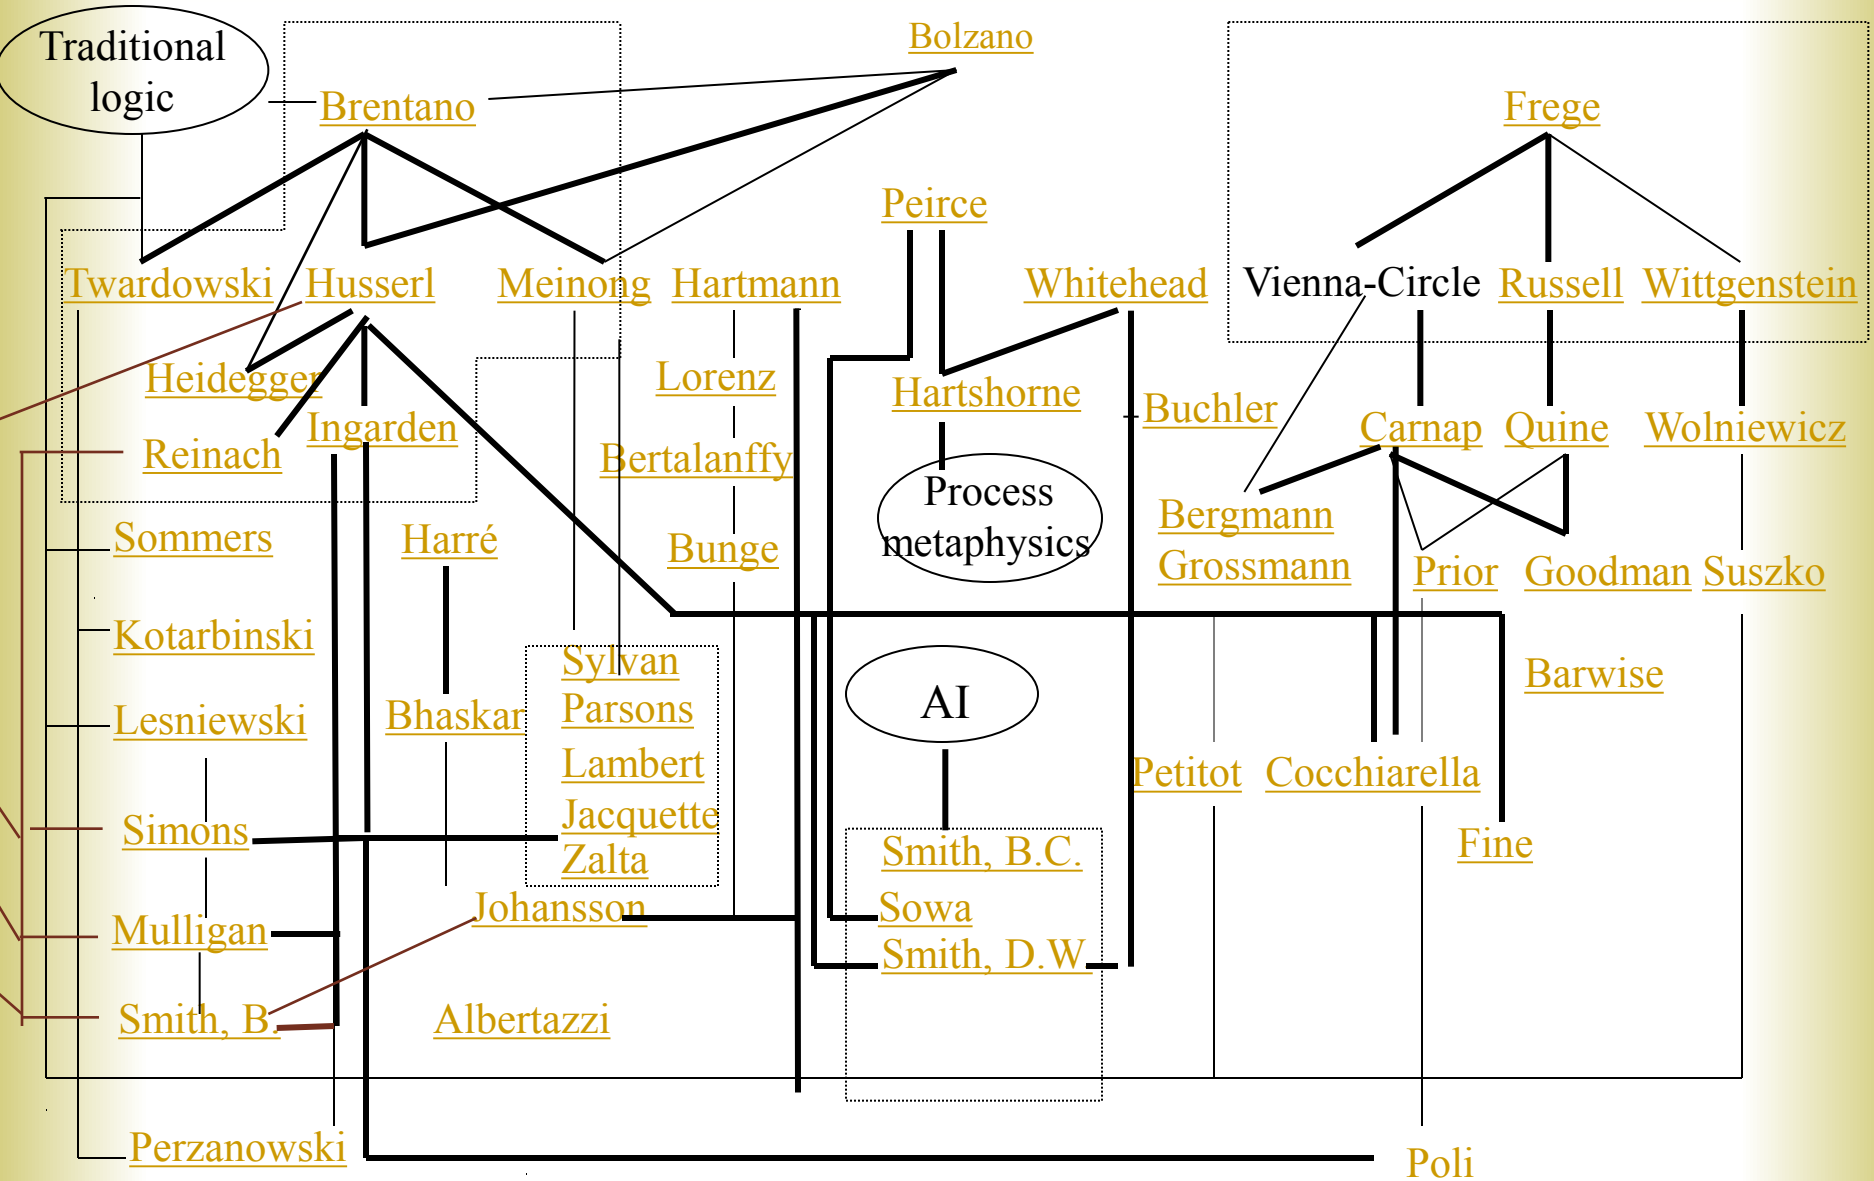 Traditional
logic
Bolzano
Brentano
Frege
Peirce
Twardowski
Husserl
Meinong
Hartmann
Whitehead
Vienna-Circle
Russell
Wittgenstein
Heidegger
Lorenz
Hartshorne
Buchler
Ingarden
Carnap
Quine
Wolniewicz
Reinach
Bertalanffy
Process
metaphysics
Bergmann
Grossmann
Sommers
Harré
Bunge
Prior
Goodman
Suszko
Kotarbinski
Sylvan
Parsons
Lambert
Jacquette
Zalta
AI
Barwise
Lesniewski
Bhaskar
Petitot
Cocchiarella
Simons
Smith, B.C.
Fine
Mulligan
Johansson
Sowa
Smith, D.W.
Smith, B.
Albertazzi
Perzanowski
Poli